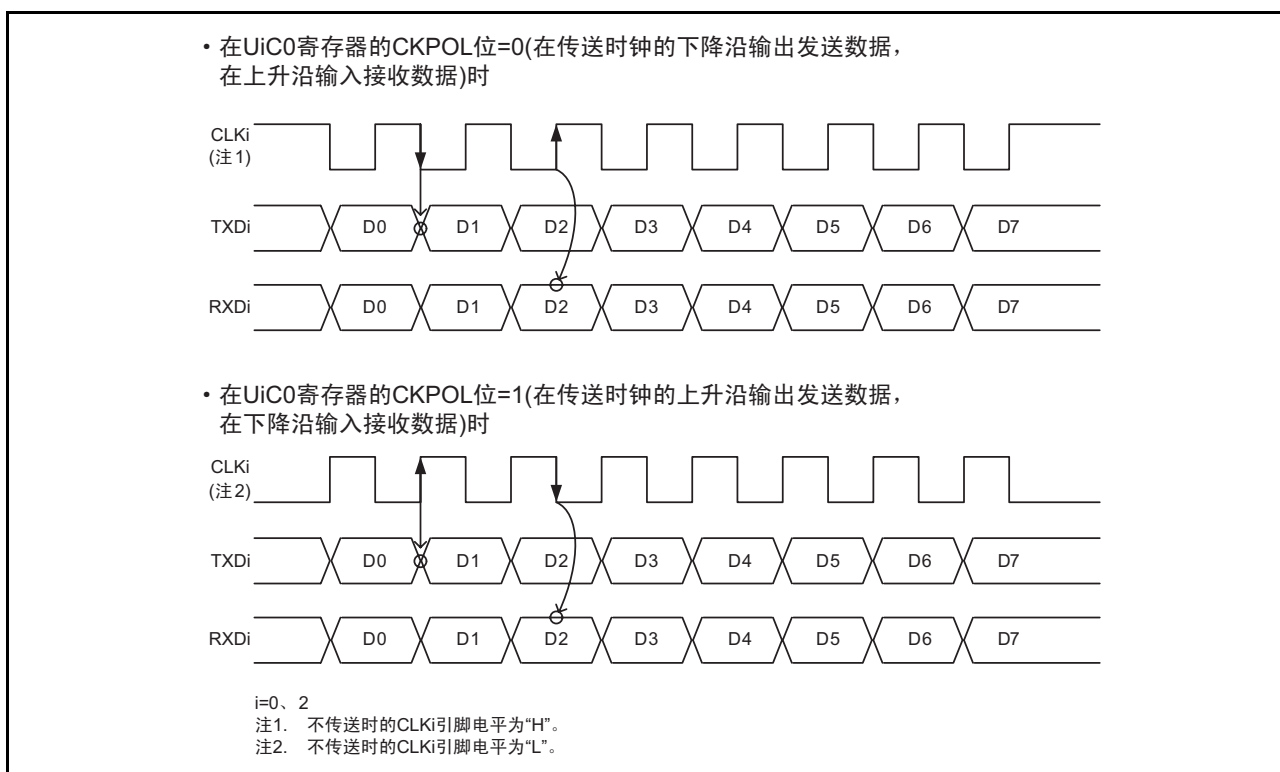 • 在UiC0寄存器的CKPOL位=0(在传送时钟的下降沿输出发送数据，
在上升沿输入接收数据)时
CLKi
(注1)
TXDi D0 D1 D2 D3 D4 D5 D6 D7
RXDi D0 D1 D2 D3 D4 D5 D6 D7
• 在UiC0寄存器的CKPOL位=1(在传送时钟的上升沿输出发送数据，
在下降沿输入接收数据)时
CLKi
(注2)
TXDi D0 D1 D2 D3 D4 D5 D6 D7
RXDi D0 D1 D2 D3 D4 D5 D6 D7
i=0、2
注1. 不传送时的CLKi引脚电平为“H”。
注2. 不传送时的CLKi引脚电平为“L”。